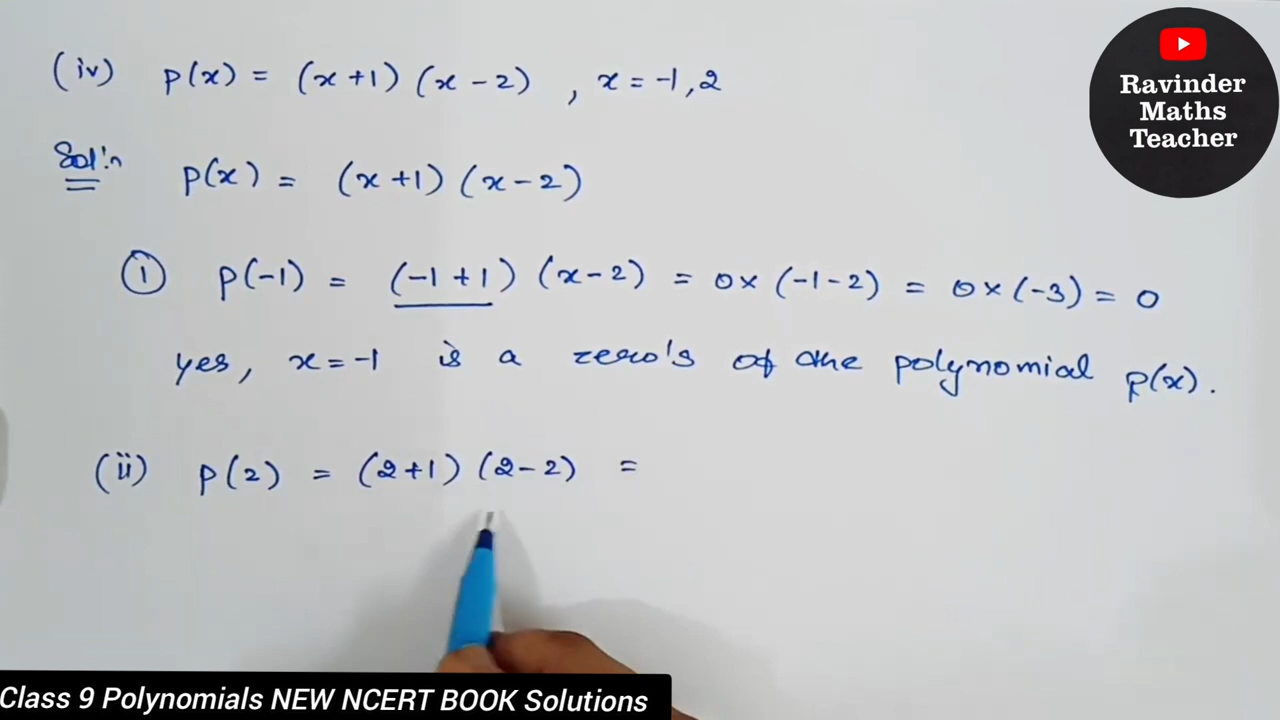 (iv) p(x) = (x+1) (x-2) , x = -1, 2
Ravinder
Maths
Teacher
Sol'n p(x) = (x+1) (x-2)
① p(-1) = (-1+1) (x-2) = 0× (-1-2) = 0×(-3) = 0
yes, x = -1 is a zero's of the polynomial p(x).
(ii) p(2) = (2+1) (2-2) =
Class 9 Polynomials NEW NCERT BOOK Solutions